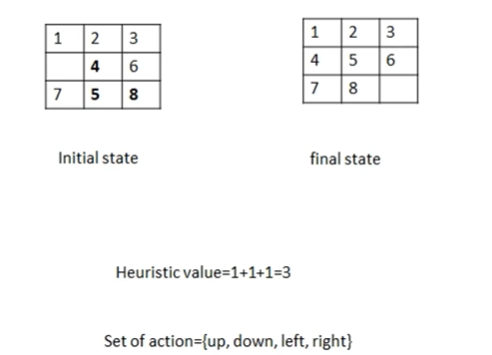 1 2 3
4 6
7 5 8
1 2 3
4 5 6
7 8
Initial state
final state
Heuristic value=1+1+1=3
Set of action={up, down, left, right}